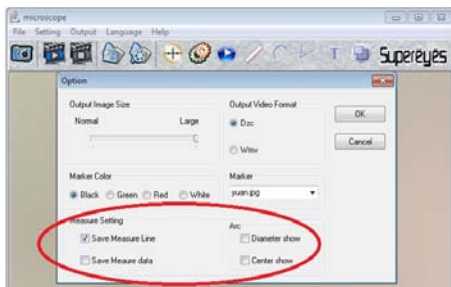 microscope
File Setting Output Language Help
T Supereyes
Option
Output Image Size
Normal Large
Output Video Format
Dzc
Wmv
OK
Cancel
Marker Color
Black Green Red White
Marker
yuan.jpg
Measure Setting
Save Measure Line
Save Meaure data
Arc
Diameter show
Center show